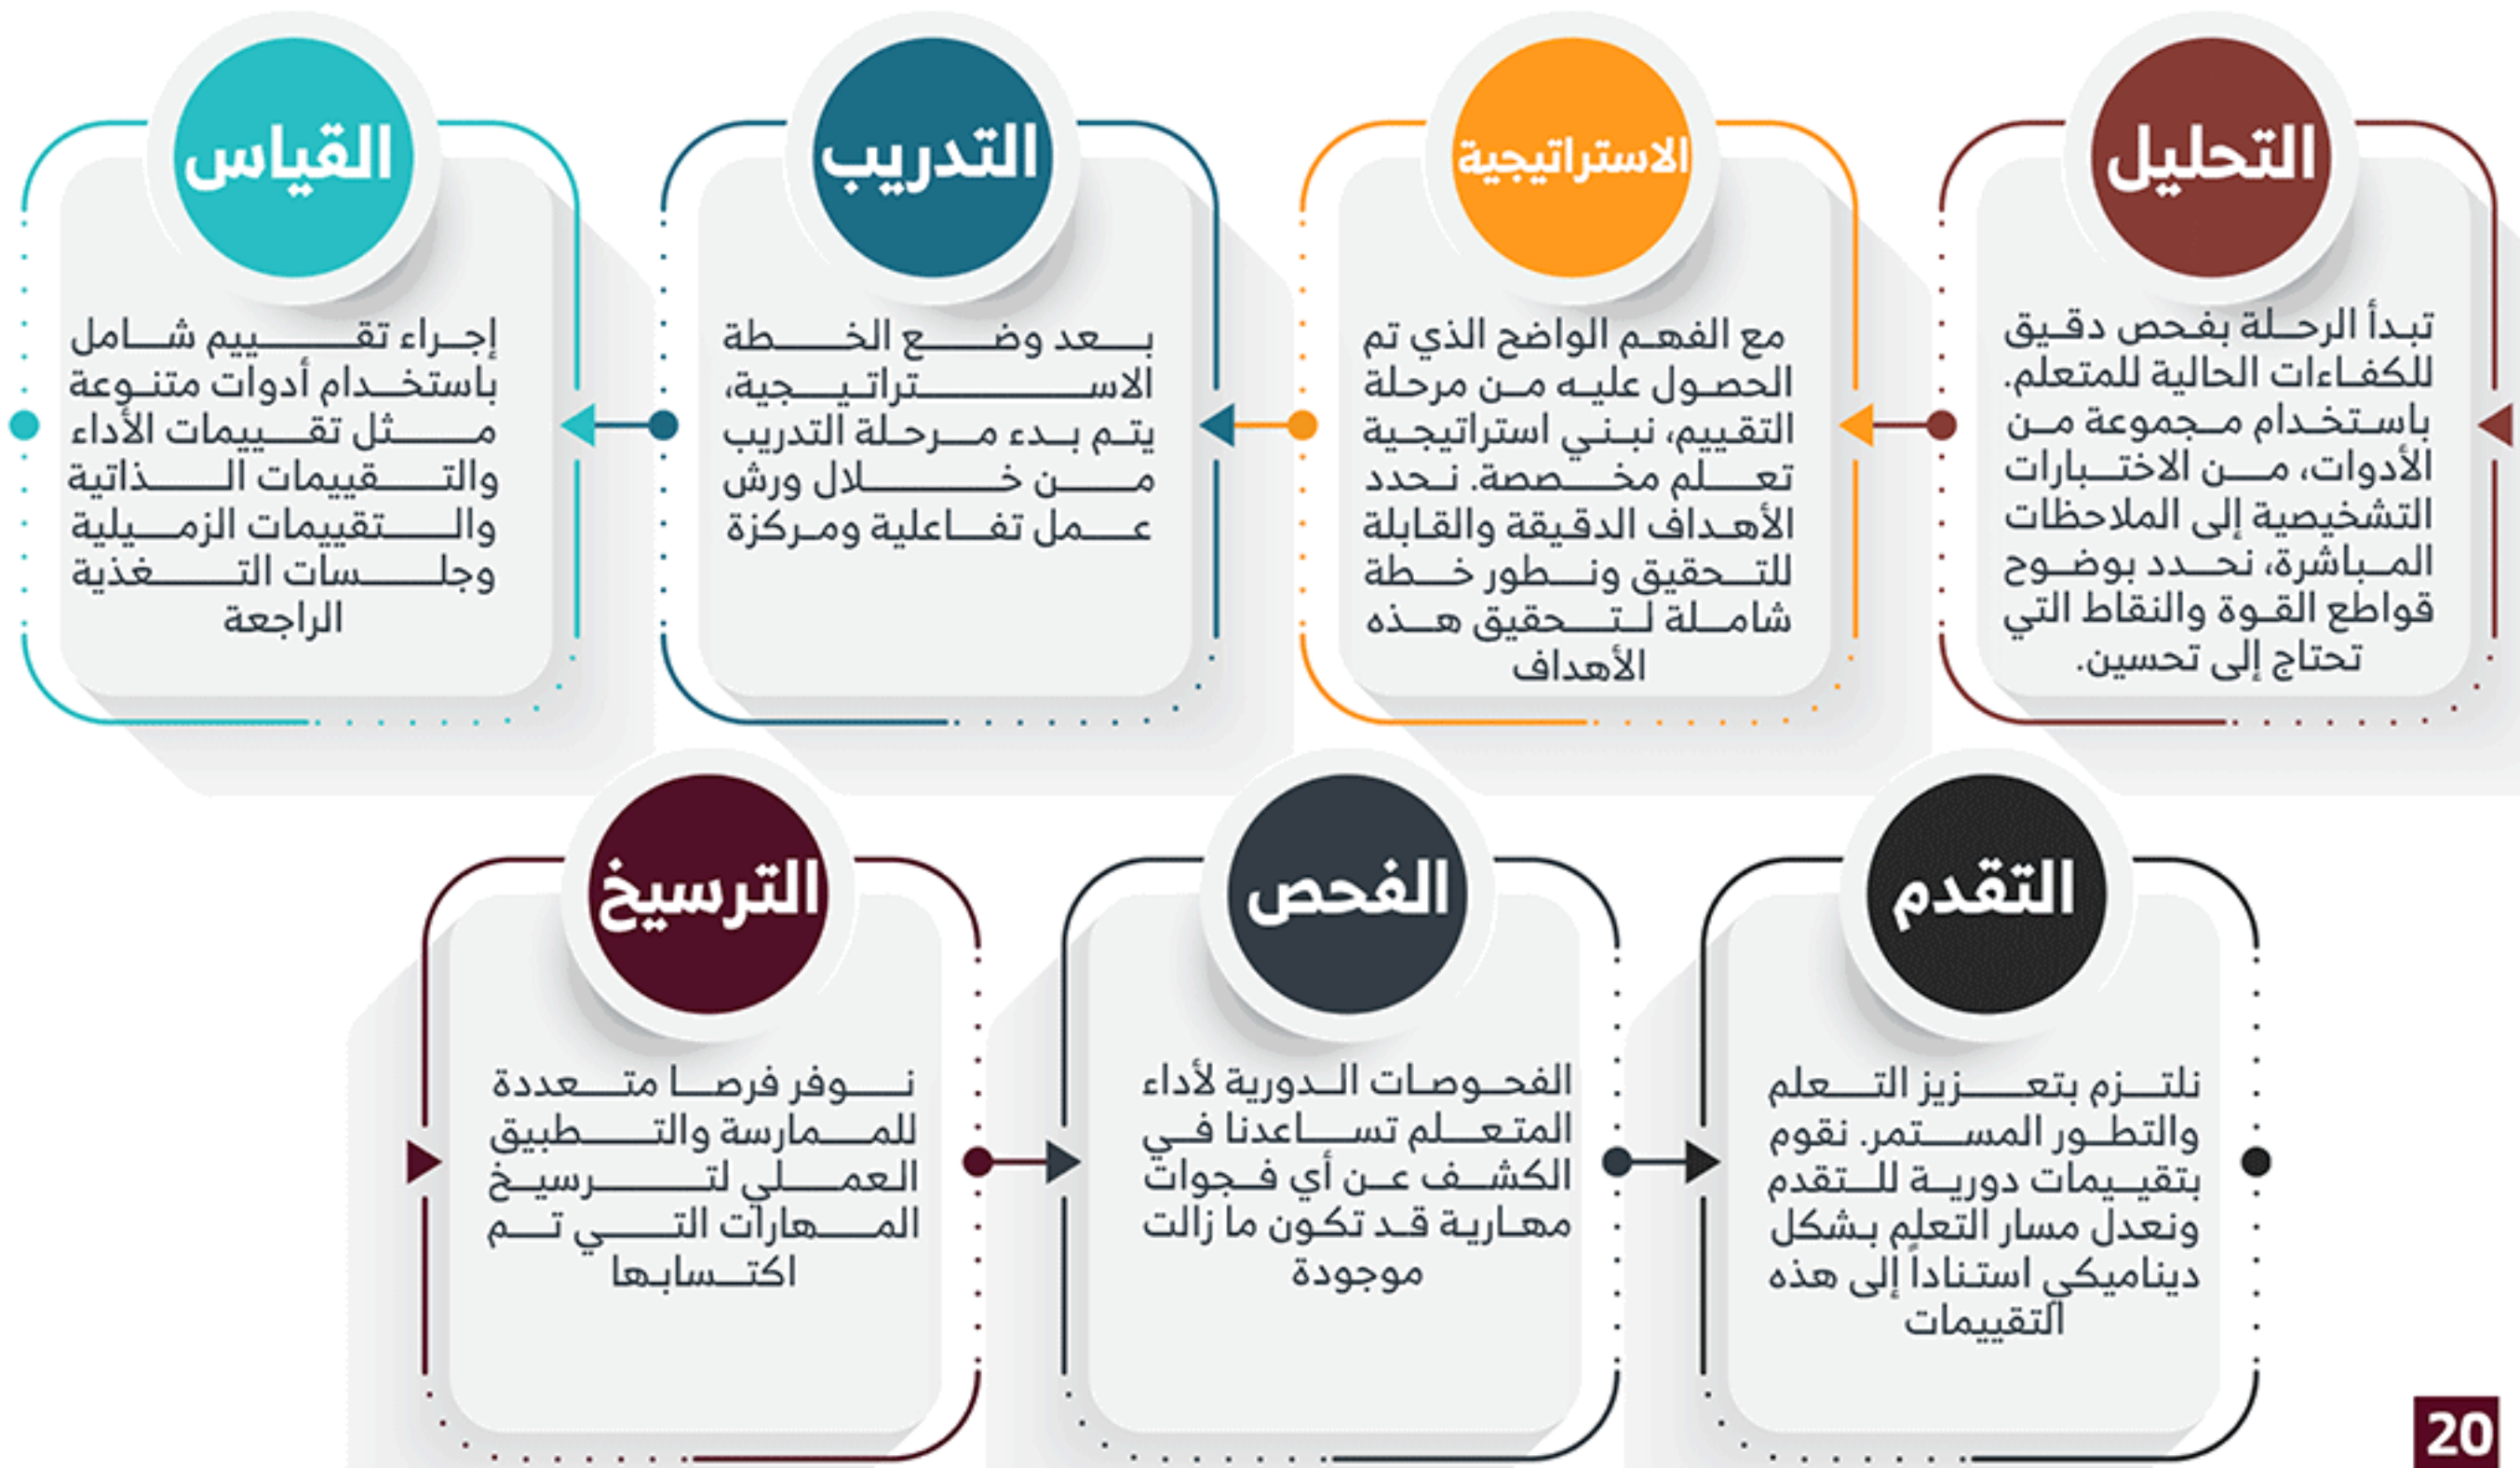 التحليل
تبدأ الرحلة بفحص دقيق
للكفاءات الحالية للمتعلم.
باستخدام مجموعة من
الأدوات، من الاختبارات
التشخيصية إلى الملاحظات
المباشرة، نحدد بوضوح
قواطع القوة والنقاط التي
تحتاج إلى تحسين.
الاستراتيجية
مع الفهم الواضح الذي تم
الحصول عليه من مرحلة
التقييم، نبني استراتيجية
تعلم مخصصة. نحدد
الأهداف الدقيقة والقابلة
للتحقيق ونطور خطة
شاملة لتحقيق هذه
الأهداف
التدريب
بعد وضع الخطة
الاستراتيجية،
يتم بدء مرحلة التدريب
من خلال ورش
عمل تفاعلية ومركزة
القياس
إجراء تقييم شامل
باستخدام أدوات متنوعة
مثل تقييمات الأداء
والتقييمات الذاتية
والتقييمات الزميلية
وجلسات التغذية
الراجعة
الترسيخ
نوفر فرصا متعددة
للممارسة والتطبيق
العملي لترسيخ
المهارات التي تم
اكتسابها
الفحص
الفحوصات الدورية لأداء
المتعلم تساعدنا في
الكشف عن أي فجوات
مهارية قد تكون ما زالت
موجودة
التقدم
نلتزم بتعزيز التعلم
والتطور المستمر. نقوم
بتقييمات دورية للتقدم
ونعدل مسار التعلم بشكل
ديناميكي استناداً إلى هذه
التقييمات
20